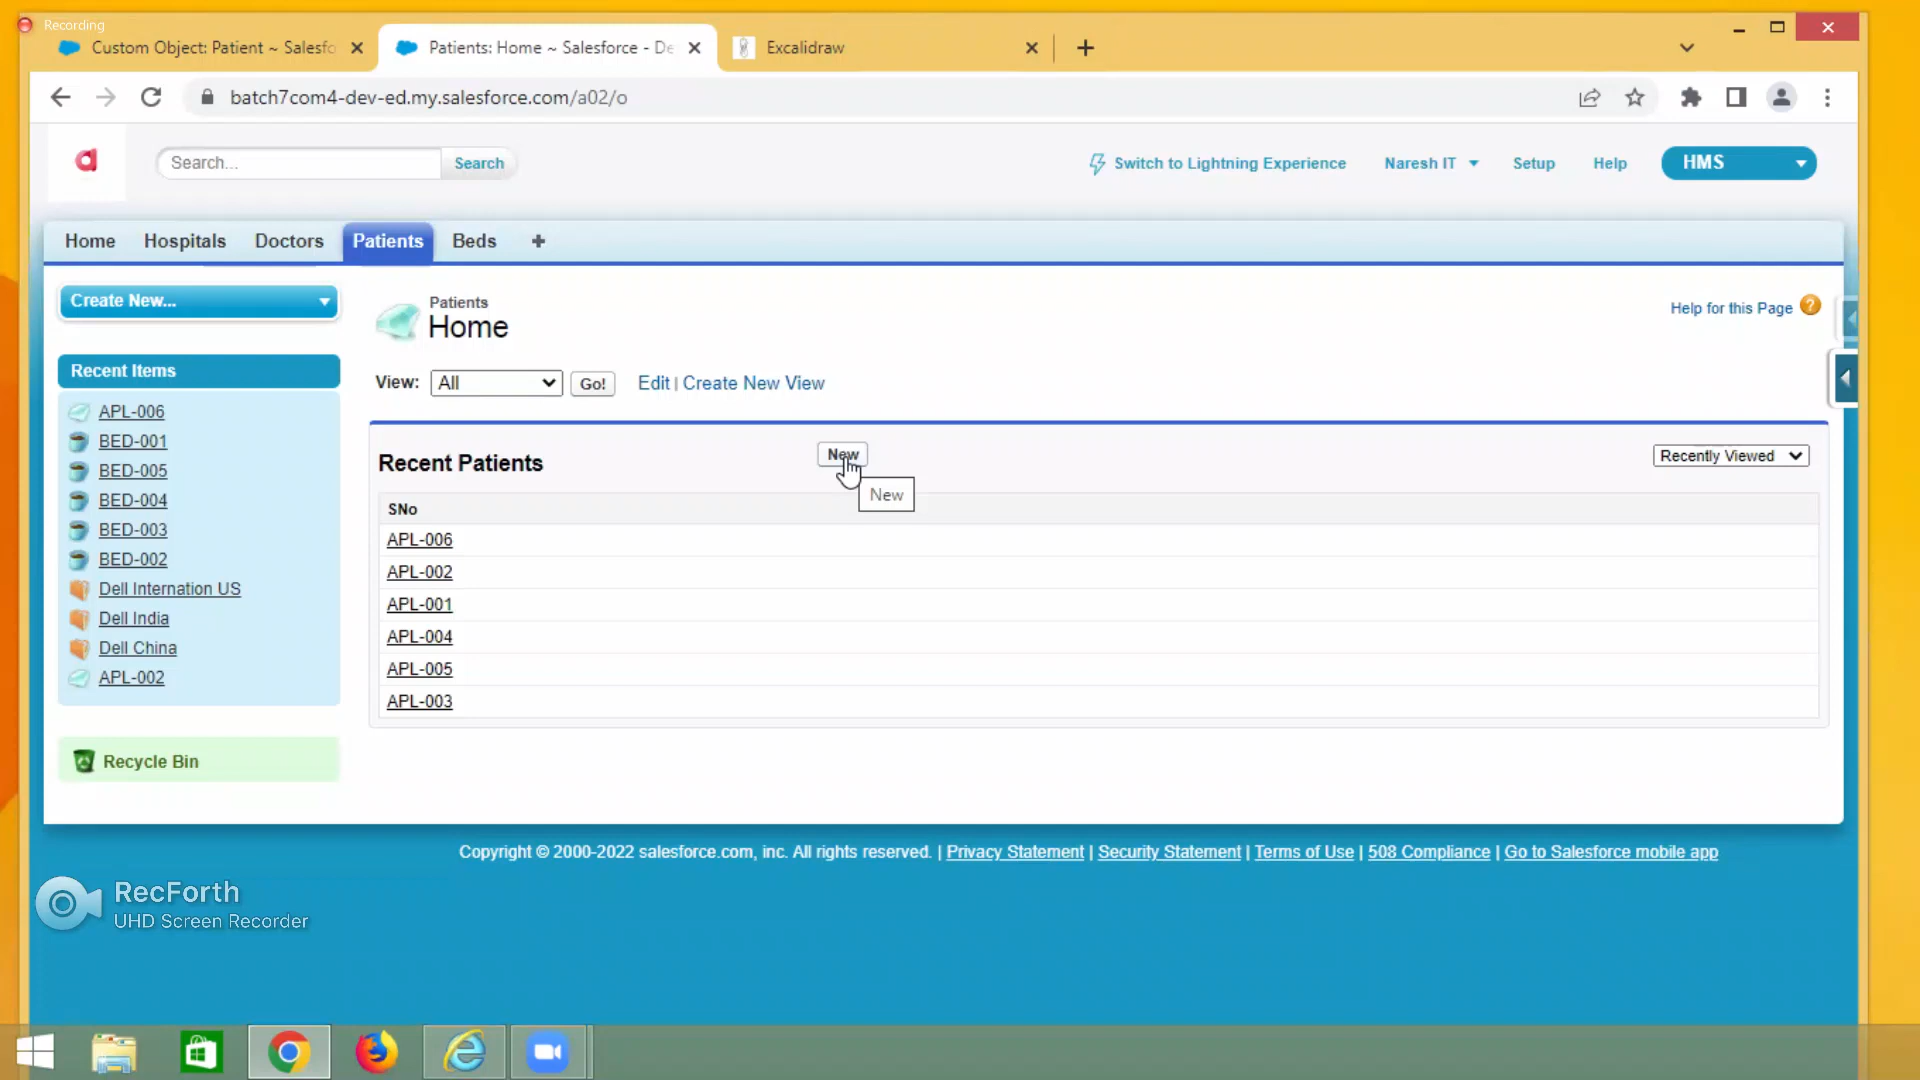 Recording
Custom Object: Patient ~ Salesfo
Patients: Home ~ Salesforce - De
Excalidraw
batch7com4-dev-ed.my.salesforce.com/a02/o
Search...
Search
Switch to Lightning Experience
Naresh IT
Setup
Help
HMS
Home
Hospitals
Doctors
Patients
Beds
Create New...
Patients
Home
Help for this Page
Recent Items
View:
All
Go!
Edit | Create New View
APL-006
BED-001
BED-005
BED-004
BED-003
BED-002
Dell Internation US
Dell India
Dell China
APL-002
Recycle Bin
Recent Patients
New
Recently Viewed
New
SNo
APL-006
APL-002
APL-001
APL-004
APL-005
APL-003
Copyright © 2000-2022 salesforce.com, inc. All rights reserved. | Privacy Statement | Security Statement | Terms of Use | 508 Compliance | Go to Salesforce mobile app
RecForth
UHD Screen Recorder